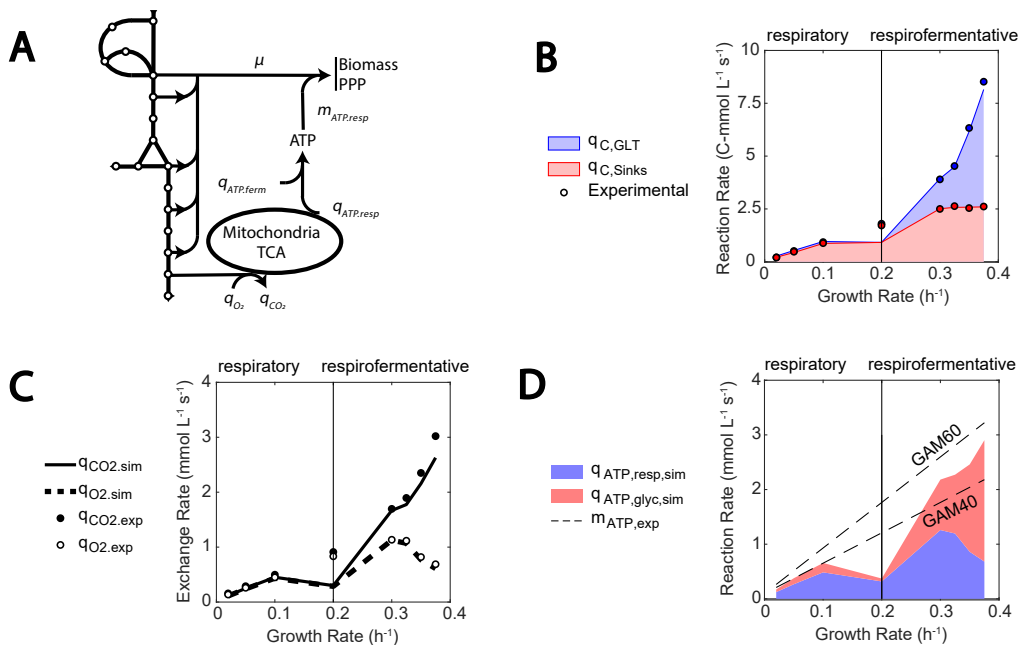 A
μ
Biomass
PPP
m_ATP.resp
ATP
q_ATP.ferm
q_ATP.resp
Mitochondria
TCA
q_O₂
q_CO₂
B
respiratory
respirofermentative
q_C,GLT
q_C,Sinks
Experimental
Reaction Rate (C-mmol L⁻¹ s⁻¹)
10
7.5
5
2.5
0
0
0.1
0.2
0.3
0.4
Growth Rate (h⁻¹)
C
respiratory
respirofermentative
q_CO2.sim
q_O2.sim
q_CO2.exp
q_O2.exp
Exchange Rate (mmol L⁻¹ s⁻¹)
4
3
2
1
0
0
0.1
0.2
0.3
0.4
Growth Rate (h⁻¹)
D
respiratory
respirofermentative
q_ATP,resp,sim
q_ATP,glyc,sim
m_ATP,exp
Reaction Rate (mmol L⁻¹ s⁻¹)
4
3
2
1
0
GAM60
GAM40
0
0.1
0.2
0.3
0.4
Growth Rate (h⁻¹)